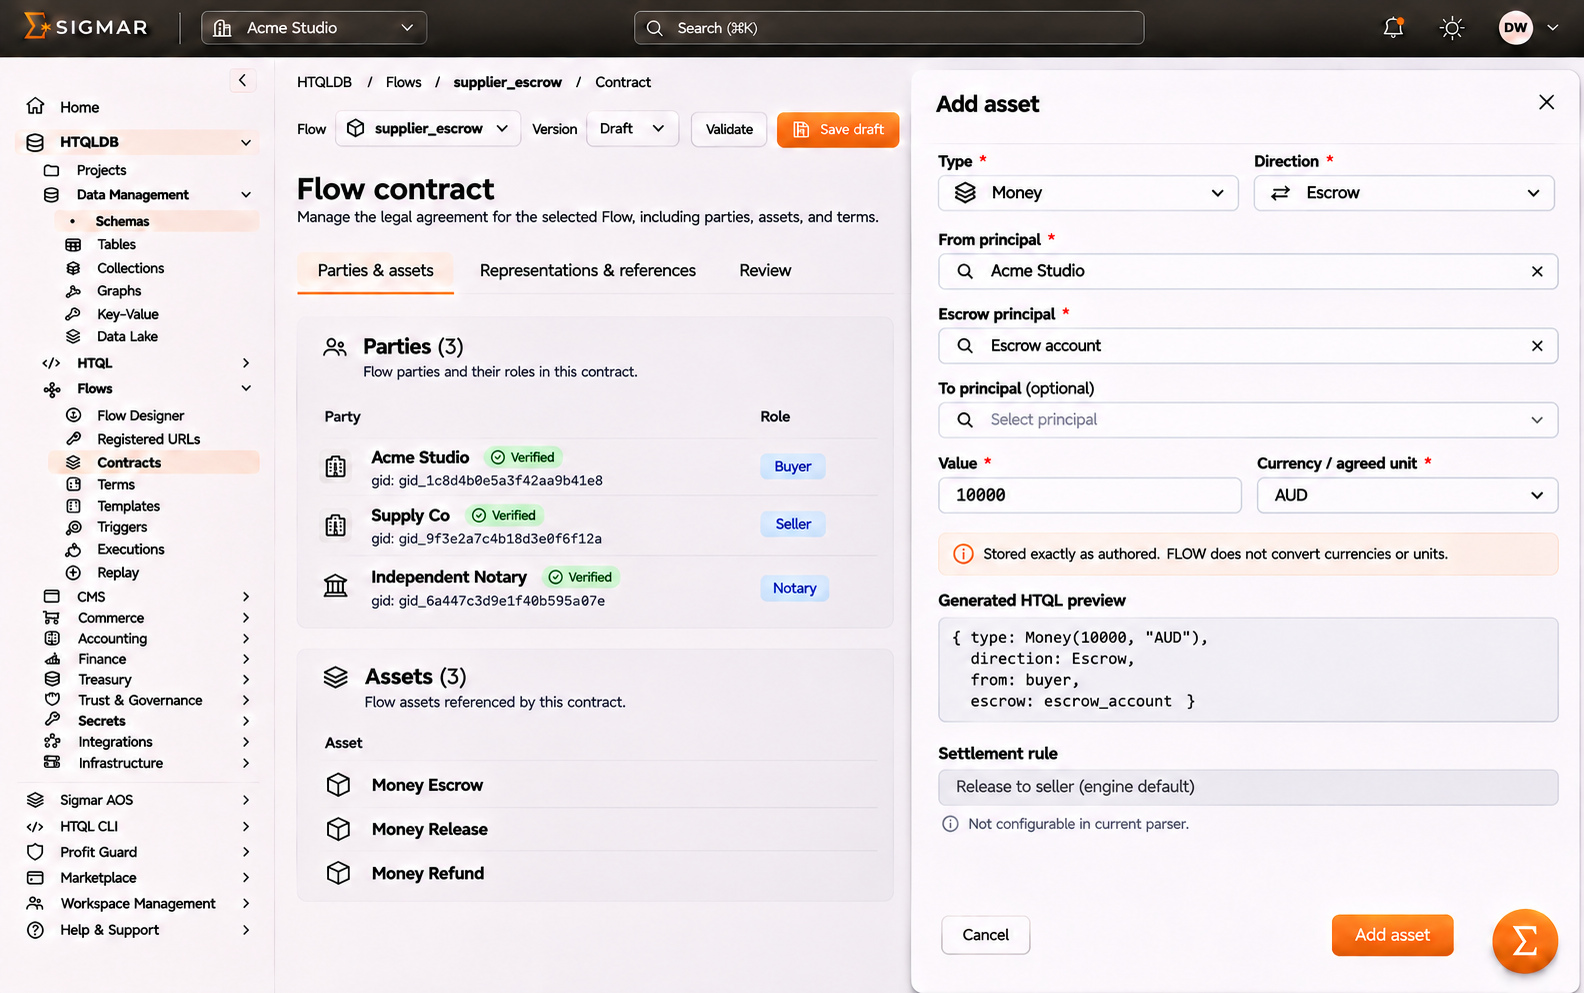 SIGMAR
Acme Studio
Search (⌘K)
DW
Home
HTQLDB
Projects
Data Management
Schemas
Tables
Collections
Graphs
Key-Value
Data Lake
HTQL
Flows
Flow Designer
Registered URLs
Contracts
Terms
Templates
Triggers
Executions
Replay
CMS
Commerce
Accounting
Finance
Treasury
Trust & Governance
Secrets
Integrations
Infrastructure
Sigmar AOS
HTQL CLI
Profit Guard
Marketplace
Workspace Management
Help & Support
HTQLDB / Flows / supplier_escrow / Contract
Flow supplier_escrow Version Draft Validate Save draft
Flow contract
Manage the legal agreement for the selected Flow, including parties, assets, and terms.
Parties & assets Representations & references Review
Parties (3)
Flow parties and their roles in this contract.
Party Role
Acme Studio Verified
gid: gid_1c8d4b0e5a3f42aa9b41e8
Buyer
Supply Co Verified
gid: gid_9f3e2a7c4b18d3e0f6f12a
Seller
Independent Notary Verified
gid: gid_6a447c3d9e1f40b595a07e
Notary
Assets (3)
Flow assets referenced by this contract.
Asset
Money Escrow
Money Release
Money Refund
Add asset
Type * Direction *
Money Escrow
From principal *
Acme Studio
Escrow principal *
Escrow account
To principal (optional)
Select principal
Value * Currency / agreed unit *
10000 AUD
Stored exactly as authored. FLOW does not convert currencies or units.
Generated HTQL preview
{ type: Money(10000, "AUD"),
direction: Escrow,
from: buyer,
escrow: escrow_account }
Settlement rule
Release to seller (engine default)
Not configurable in current parser.
Cancel Add asset
Σ